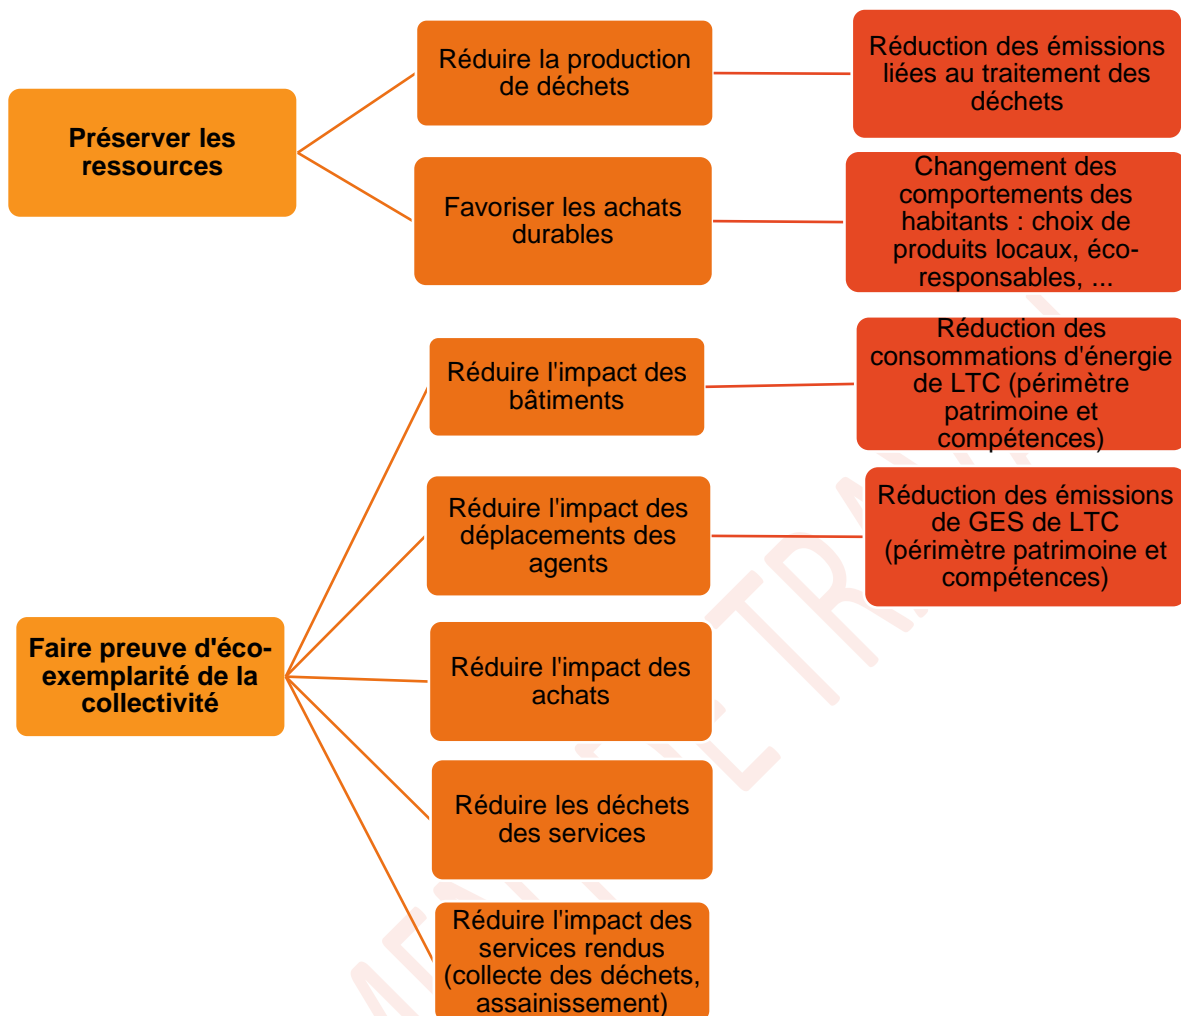 Préserver les
ressources
Réduire la production
de déchets
Réduction des émissions
liées au traitement des
déchets
Favoriser les achats
durables
Changement des
comportements des
habitants : choix de
produits locaux, éco-
responsables, ...
Faire preuve d'éco-
exemplarité de la
collectivité
Réduire l'impact des
bâtiments
Réduction des
consommations d'énergie
de LTC (périmètre
patrimoine et
compétences)
Réduire l'impact des
déplacements des
agents
Réduction des émissions
de GES de LTC
(périmètre patrimoine et
compétences)
Réduire l'impact des
achats
Réduire les déchets
des services
Réduire l'impact des
services rendus
(collecte des déchets,
assainissement)